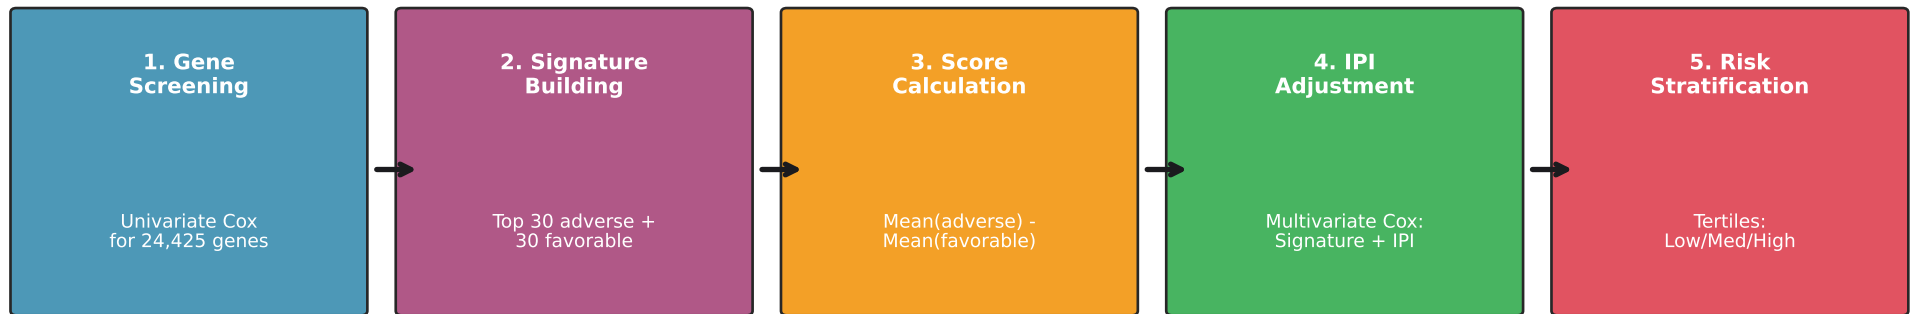 1. Gene
Screening
Univariate Cox
for 24,425 genes
2. Signature
Building
Top 30 adverse +
30 favorable
3. Score
Calculation
Mean(adverse) -
Mean(favorable)
4. IPI
Adjustment
Multivariate Cox:
Signature + IPI
5. Risk
Stratification
Tertiles:
Low/Med/High